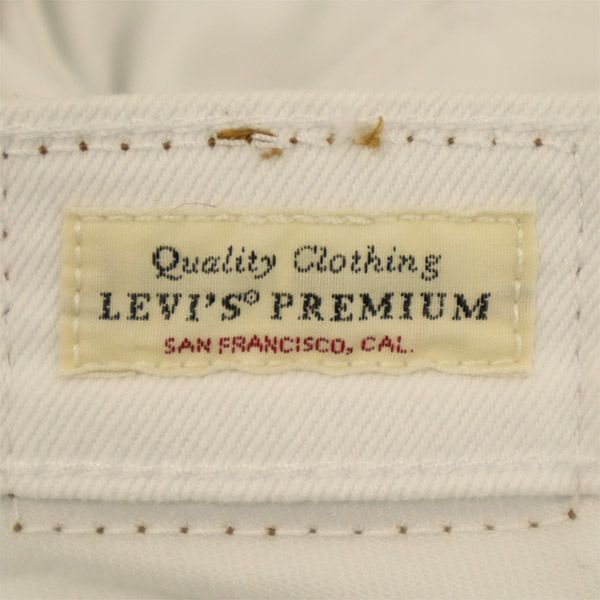 Quality Clothing
LEVI'S® PREMIUM
SAN FRANCISCO, CAL.